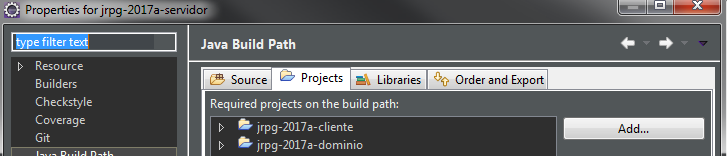 Properties for jrpg-2017a-servidor
type filter text
Java Build Path
Resource
Builders
Checkstyle
Coverage
Git
Java Build Path
Source
Projects
Libraries
Order and Export
Required projects on the build path:
jrpg-2017a-cliente
jrpg-2017a-dominio
Add...